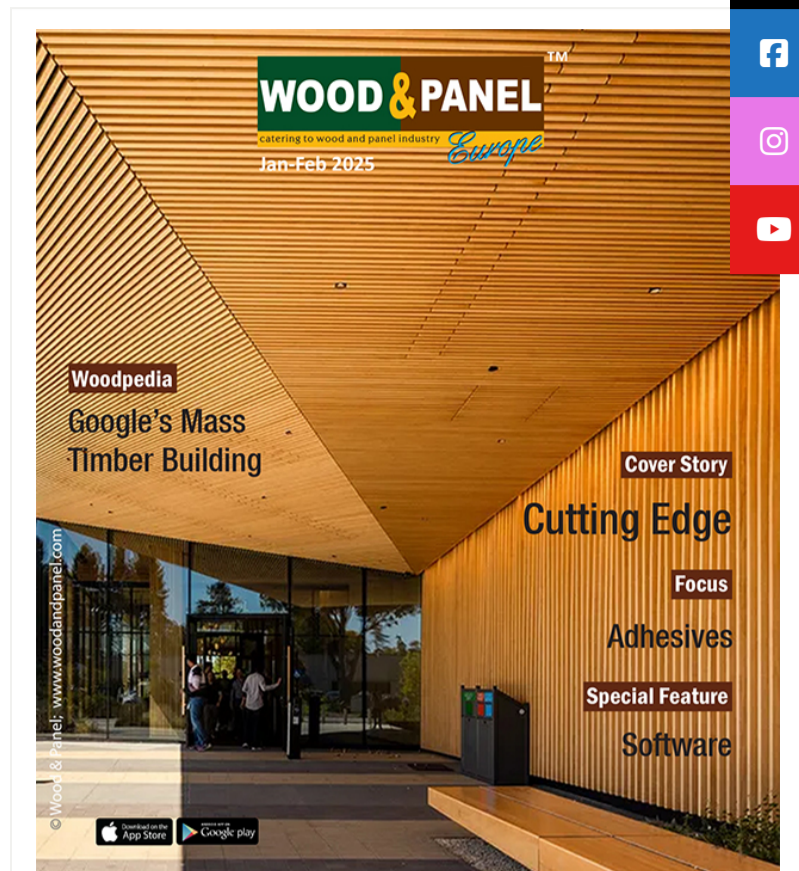 WOOD & PANEL ™
catering to wood and panel industry
Europe
Jan-Feb 2025
Woodpedia
Google's Mass
Timber Building
Cover Story
Cutting Edge
Focus
Adhesives
Special Feature
Software
© Wood & Panel; www.woodandpanel.com
Download on the
App Store
Google play